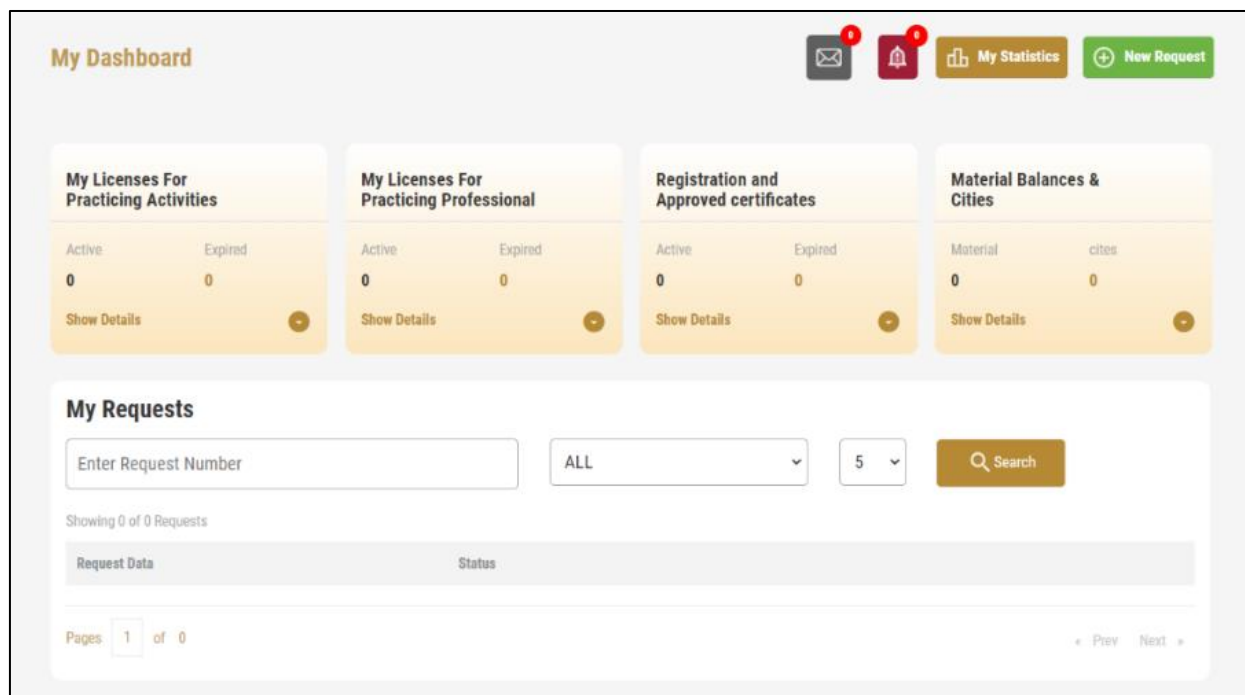 My Dashboard
0
0
My Statistics
New Request
My Licenses For
Practicing Activities
Active Expired
0 0
Show Details
My Licenses For
Practicing Professional
Active Expired
0 0
Show Details
Registration and
Approved certificates
Active Expired
0 0
Show Details
Material Balances &
Cities
Material cites
0 0
Show Details
My Requests
Enter Request Number ALL 5 Search
Showing 0 of 0 Requests
Request Data Status
Pages 1 of 0 « Prev Next »